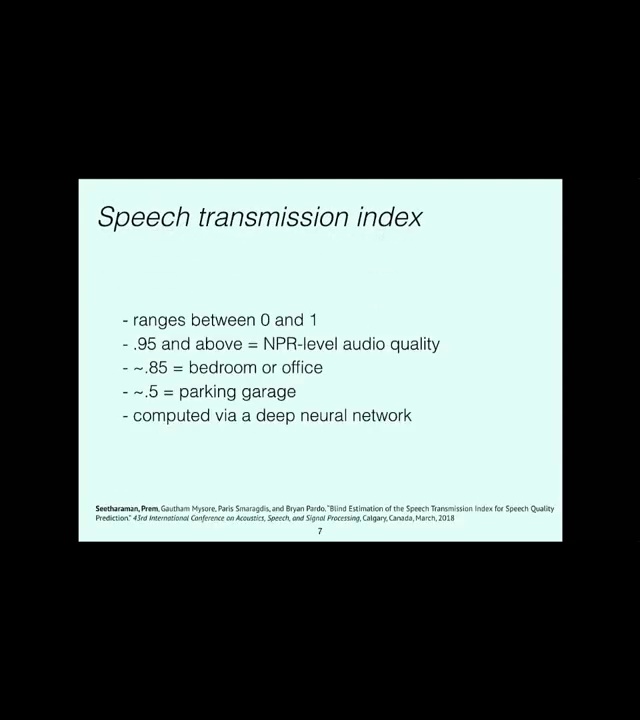 Speech transmission index
- ranges between 0 and 1
- .95 and above = NPR-level audio quality
- ~.85 = bedroom or office
- ~.5 = parking garage
- computed via a deep neural network
Seetharaman, Prem, Gautham Mysore, Paris Smaragdis, and Bryan Pardo. "Blind Estimation of the Speech Transmission Index for Speech Quality
Prediction." 43rd International Conference on Acoustics, Speech, and Signal Processing, Calgary, Canada, March, 2018
7